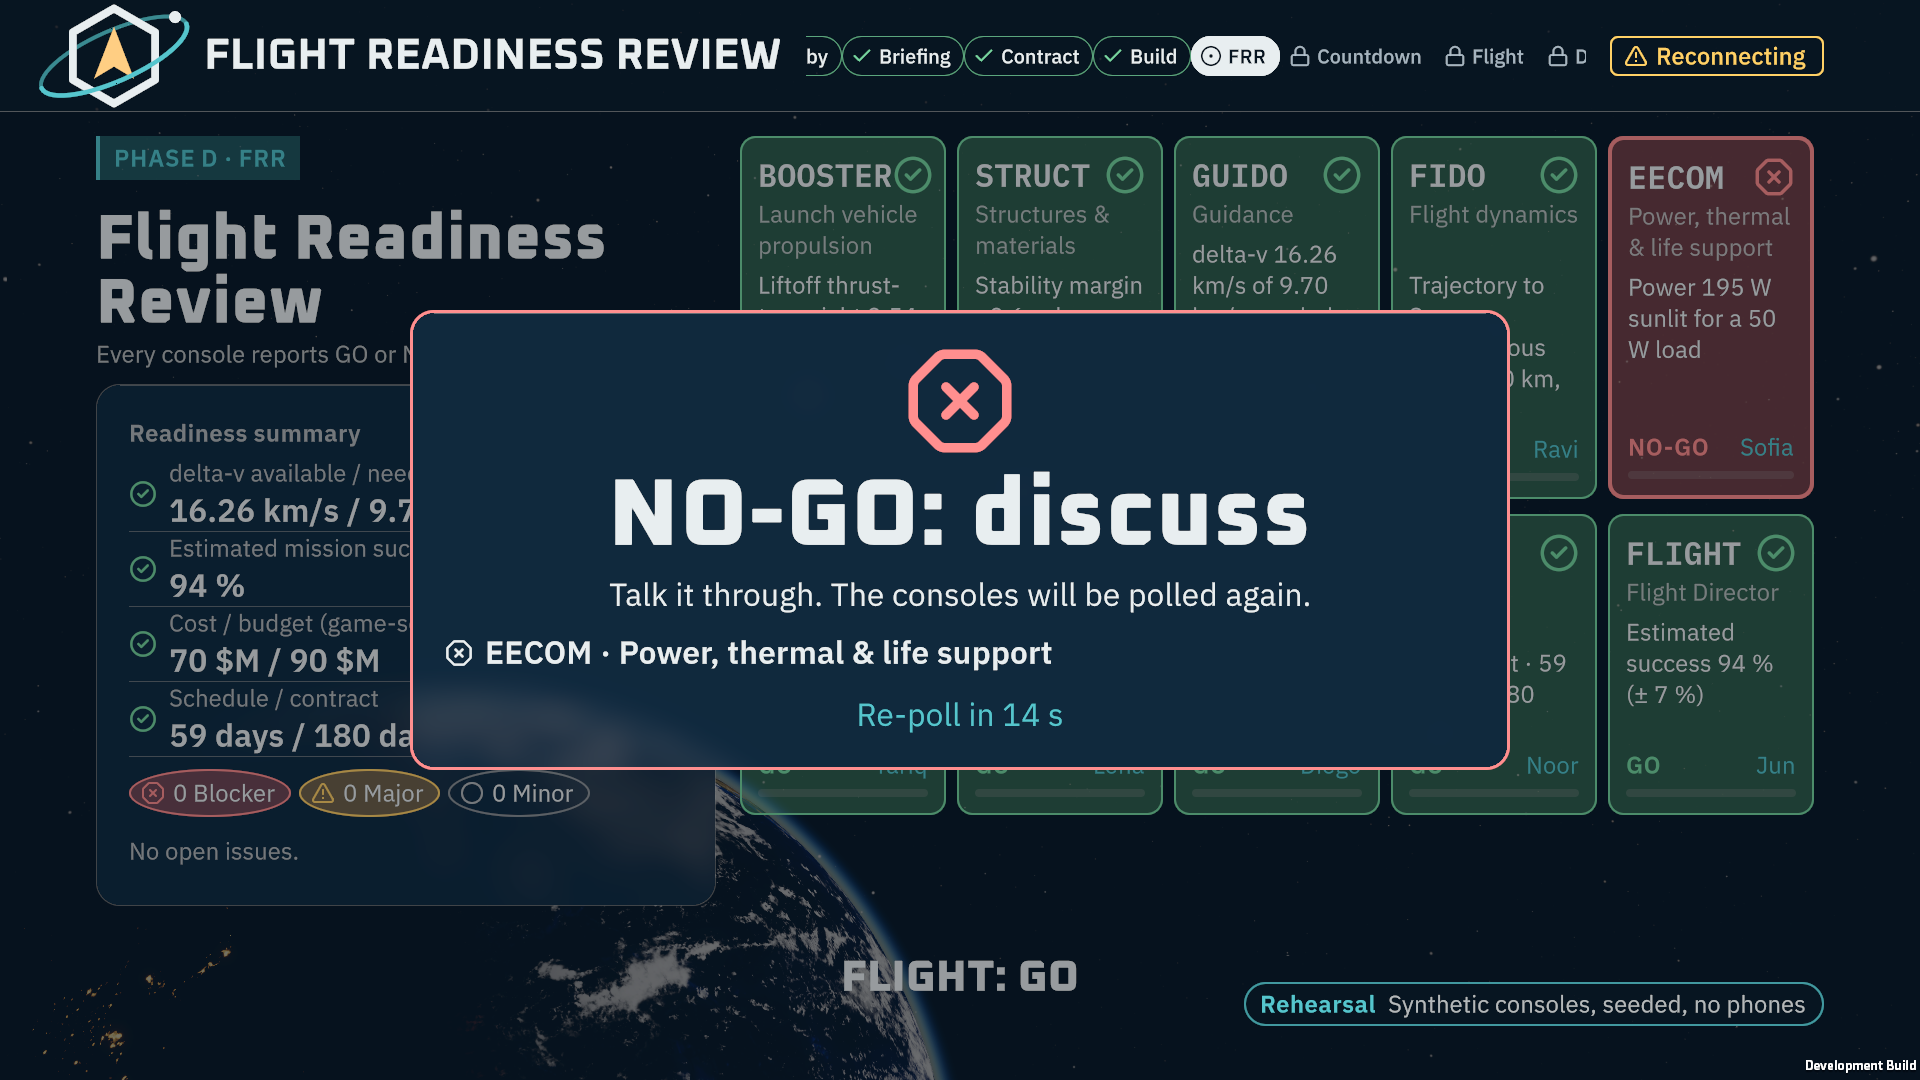 FLIGHT READINESS REVIEW
by
Briefing
Contract
Build
FRR
Countdown
Flight
Reconnecting
PHASE D · FRR
Flight Readiness
Review
Every console reports GO or
Readiness summary
delta-v available /
16.26 km/s / 9.7
Estimated mission
94 %
Cost / budget
70 $M / 90 $M
Schedule / contract
59 days / 180
0 Blocker
0 Major
0 Minor
No open issues.
BOOSTER
Launch vehicle
propulsion
Liftoff thrust-
STRUCT
Structures &
materials
Stability margin
GUIDO
Guidance
delta-v 16.26
km/s of 9.70
FIDO
Flight dynamics
Trajectory to
km,
Ravi
EECOM
Power, thermal
& life support
Power 195 W
sunlit for a 50
W load
NO-GO Sofia
NO-GO: discuss
Talk it through. The consoles will be polled again.
EECOM · Power, thermal & life support
Re-poll in 14 s
· 59
Noor
FLIGHT
Flight Director
Estimated
success 94 %
(± 7 %)
GO Jun
FLIGHT: GO
Rehearsal Synthetic consoles, seeded, no phones
Development Build